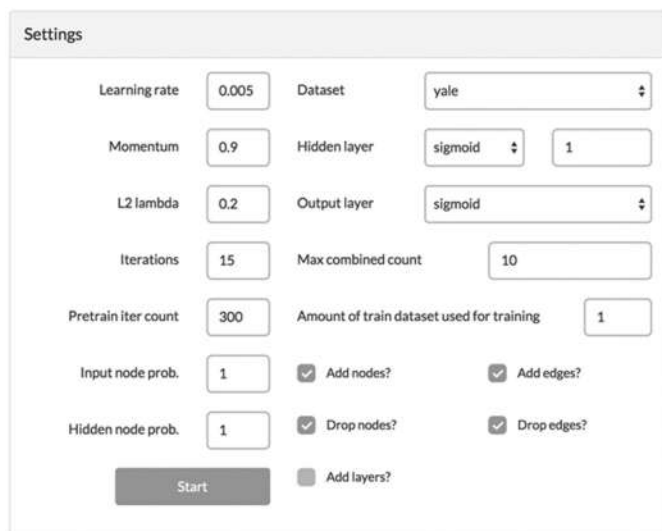 Settings
Learning rate 0.005 Dataset yale
Momentum 0.9 Hidden layer sigmoid 1
L2 lambda 0.2 Output layer sigmoid
Iterations 15 Max combined count 10
Pretrain iter count 300 Amount of train dataset used for training 1
Input node prob. 1 Add nodes? Add edges?
Hidden node prob. 1 Drop nodes? Drop edges?
Start Add layers?